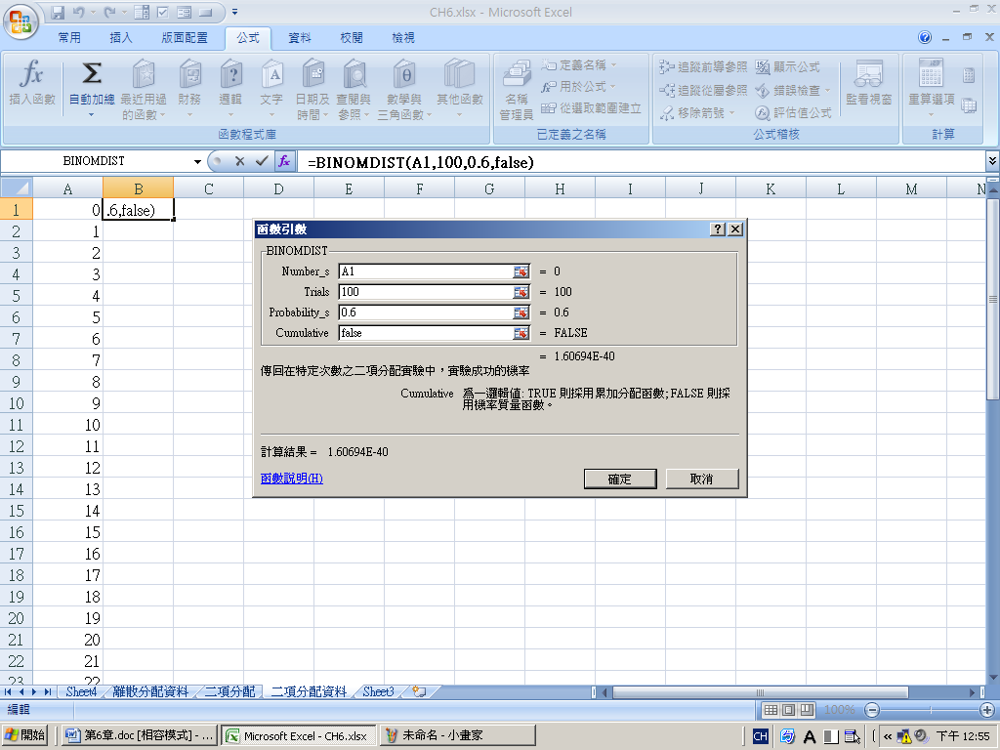 CH6.xlsx - Microsoft Excel
常用 插入 版面配置 公式 資料 校閱 檢視
fx 插入函數
Σ 自動加總
最近用過的函數
財務
邏輯
文字
日期及時間
查閱與參照
數學與三角函數
其他函數
函數程式庫
名稱管理員
定義名稱
用於公式
從選取範圍建立
已定義之名稱
追蹤前導參照
追蹤從屬參照
移除箭號
顯示公式
錯誤檢查
評估值公式
公式稽核
監看視窗
重算選項
計算
BINOMDIST fx =BINOMDIST(A1,100,0.6,false)
A B C D E F G H I J K L M N
1 0 .6,false)
2 1
3 2
4 3
5 4
6 5
7 6
8 7
9 8
10 9
11 10
12 11
13 12
14 13
15 14
16 15
17 16
18 17
19 18
20 19
21 20
22 21
23 22
函數引數
BINOMDIST
Number_s A1 = 0
Trials 100 = 100
Probability_s 0.6 = 0.6
Cumulative false = FALSE
= 1.60694E-40
傳回在特定次數之二項分配實驗中，實驗成功的機率
Cumulative 為一邏輯值: TRUE 則採用累加分配函數; FALSE 則採
用機率質量函數。
計算結果 = 1.60694E-40
函數說明(H) 確定 取消
Sheet4 離散分配資料 二項分配 二項分配資料 Sheet3
編輯 100%
開始 第6章.doc [相容模式] - ... Microsoft Excel - CH6.xlsx 未命名 - 小畫家 CH A « 下午 12:55